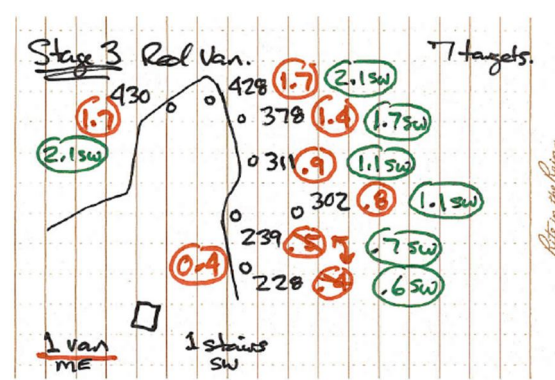 Stage 3 Red Van. 7 targets.
430 428 1.7 2.1sw
1.7 378 1.4 1.7sw
2.1sw 311 .9 1.1sw
302 .8 1.1sw
239 .5 .7sw
0.4 228 .4 .6sw
1 van 1 stairs
ME SW